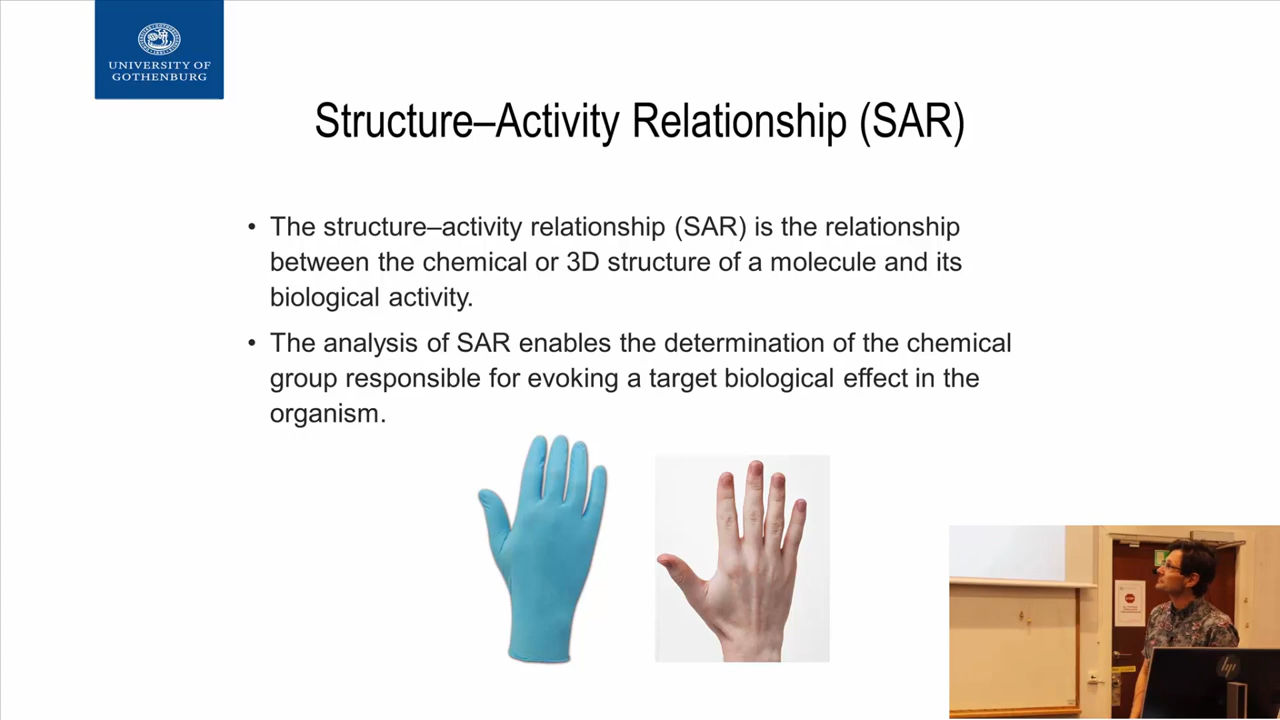 UNIVERSITY OF
GOTHENBURG
Structure–Activity Relationship (SAR)
• The structure–activity relationship (SAR) is the relationship
between the chemical or 3D structure of a molecule and its
biological activity.
• The analysis of SAR enables the determination of the chemical
group responsible for evoking a target biological effect in the
organism.
hp